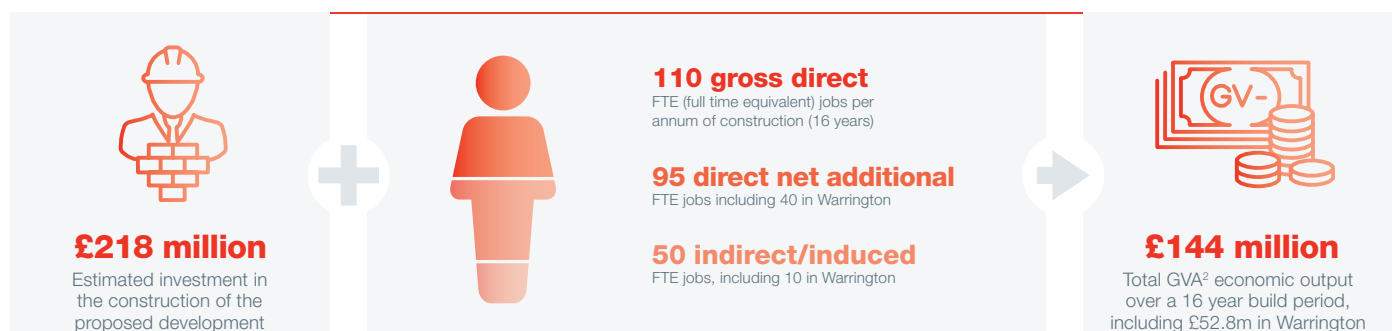 £218 million
Estimated investment in
the construction of the
proposed development
110 gross direct
FTE (full time equivalent) jobs per
annum of construction (16 years)
95 direct net additional
FTE jobs including 40 in Warrington
50 indirect/induced
FTE jobs, including 10 in Warrington
GV-
£144 million
Total GVA² economic output
over a 16 year build period,
including £52.8m in Warrington